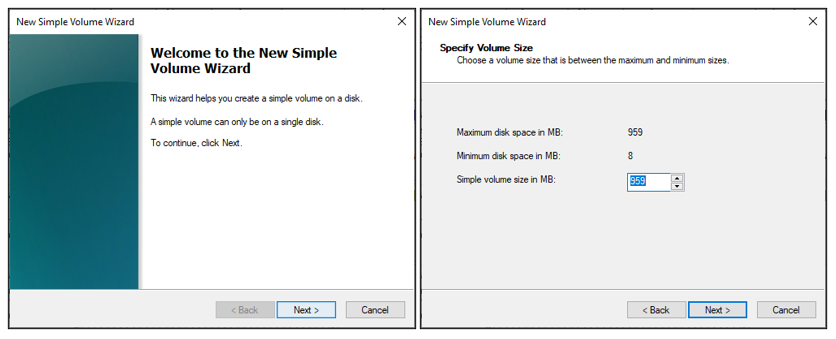 New Simple Volume Wizard
Welcome to the New Simple
Volume Wizard
This wizard helps you create a simple volume on a disk.
A simple volume can only be on a single disk.
To continue, click Next.
< Back Next > Cancel
New Simple Volume Wizard
Specify Volume Size
Choose a volume size that is between the maximum and minimum sizes.
Maximum disk space in MB: 959
Minimum disk space in MB: 8
Simple volume size in MB: 959
< Back Next > Cancel